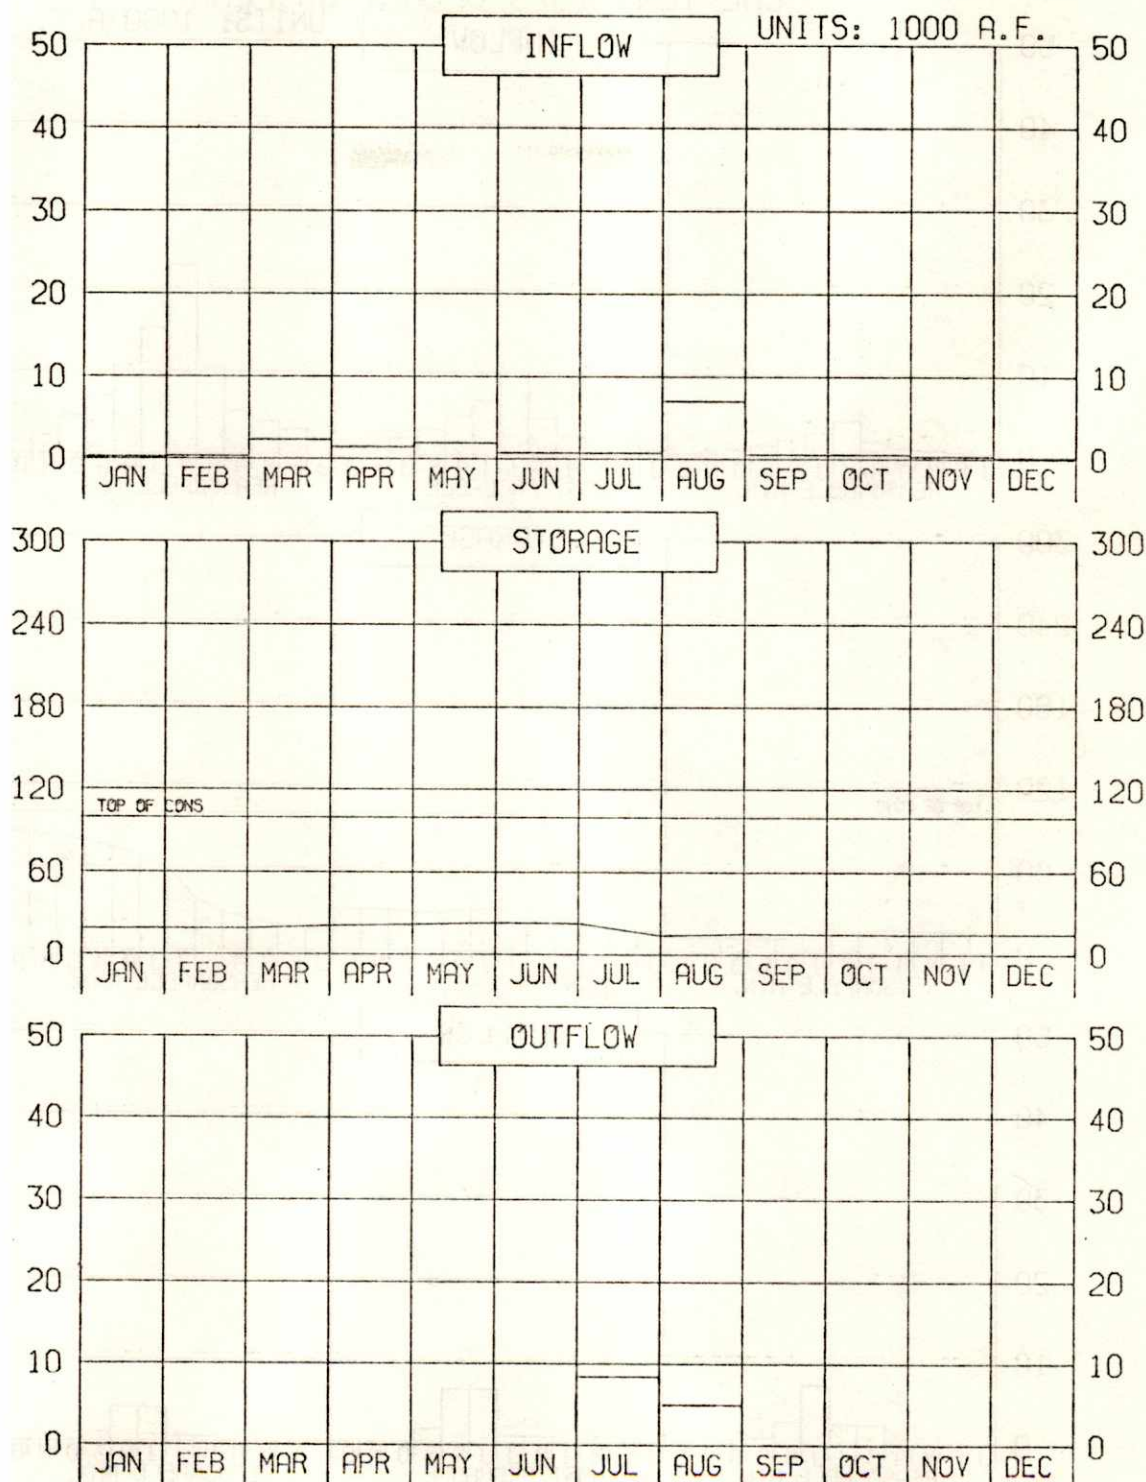 UNITS: 1000 A.F.
INFLOW
50 50
40 40
30 30
20 20
10 10
0 0
JAN FEB MAR APR MAY JUN JUL AUG SEP OCT NOV DEC
STORAGE
300 300
240 240
180 180
120 120
TOP OF CONS
60 60
0 0
JAN FEB MAR APR MAY JUN JUL AUG SEP OCT NOV DEC
OUTFLOW
50 50
40 40
30 30
20 20
10 10
0 0
JAN FEB MAR APR MAY JUN JUL AUG SEP OCT NOV DEC